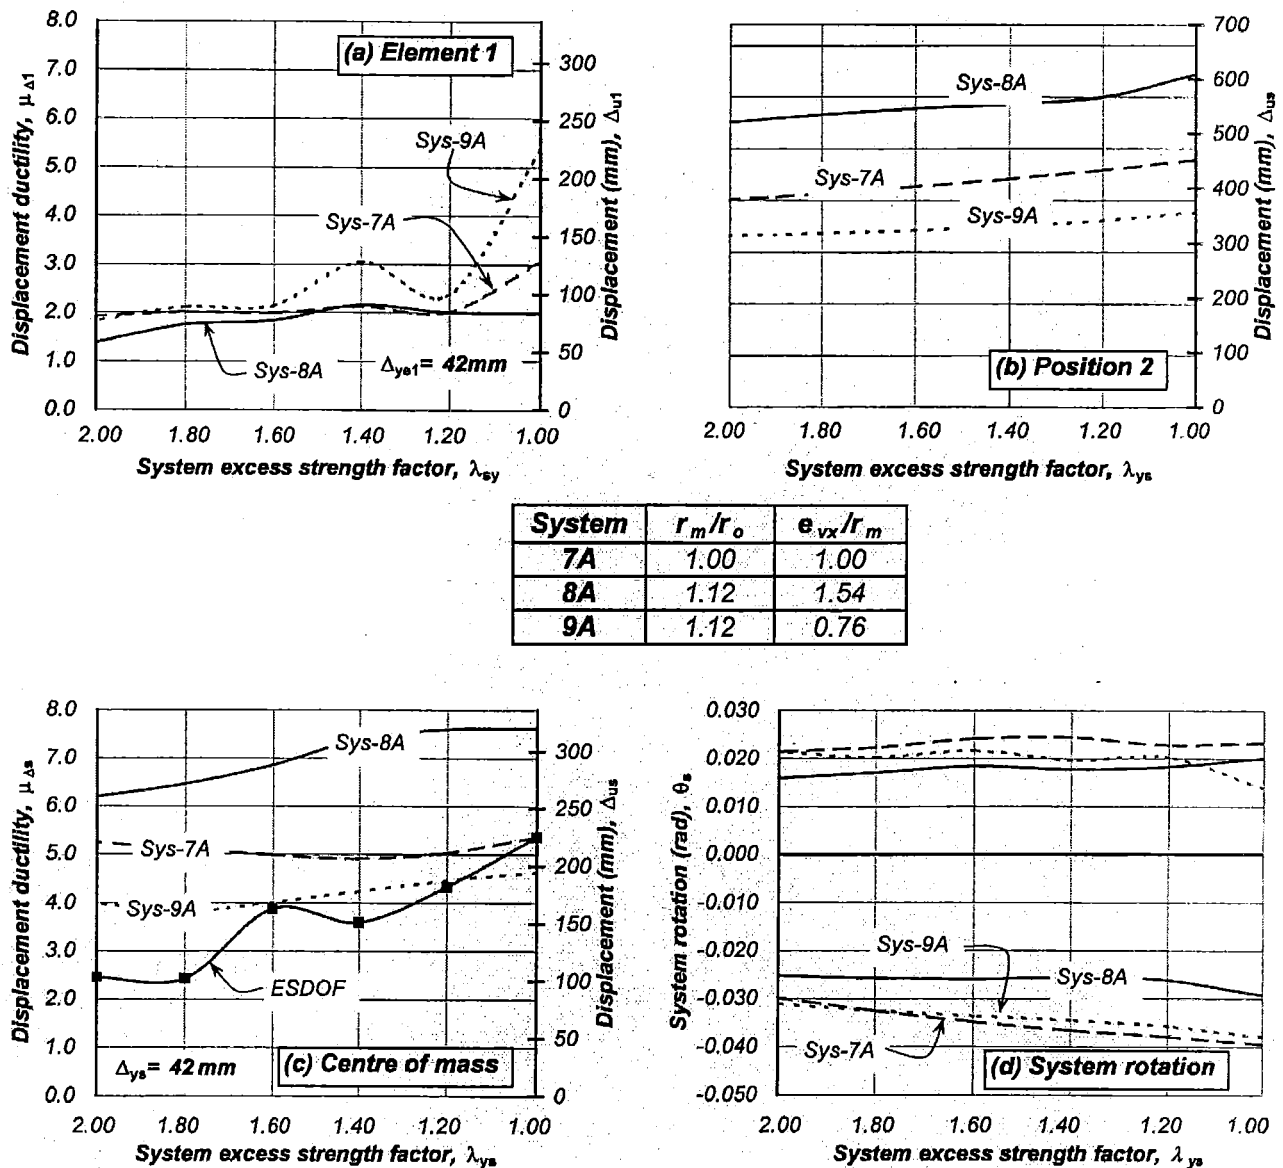 8.0
7.0
6.0
5.0
4.0
3.0
2.0
1.0
0.0
Displacement ductility, μ Δ1
(a) Element 1
Sys-9A
Sys-7A
Sys-8A
Δys1= 42mm
300
250
200
150
100
50
0
Displacement (mm), Δu1
2.00 1.80 1.60 1.40 1.20 1.00
System excess strength factor, λsy
Sys-8A
Sys-7A
Sys-9A
(b) Position 2
700
600
500
400
300
200
100
0
Displacement (mm), Δus
2.00 1.80 1.60 1.40 1.20 1.00
System excess strength factor, λys
System rm/ro evx/rm
7A 1.00 1.00
8A 1.12 1.54
9A 1.12 0.76
8.0
7.0
6.0
5.0
4.0
3.0
2.0
1.0
0.0
Displacement ductility, μ Δs
Sys-8A
Sys-7A
Sys-9A
ESDOF
Δys = 42mm
(c) Centre of mass
300
250
200
150
100
50
0
Displacement (mm), Δus
2.00 1.80 1.60 1.40 1.20 1.00
System excess strength factor, λys
0.030
0.020
0.010
0.000
-0.010
-0.020
-0.030
-0.040
-0.050
System rotation (rad), θs
Sys-9A
Sys-8A
Sys-7A
(d) System rotation
2.00 1.80 1.60 1.40 1.20 1.00
System excess strength factor, λys